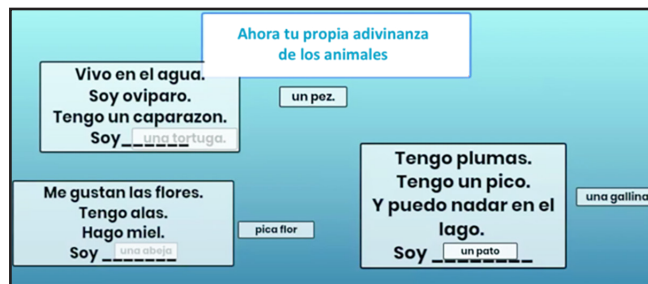 Ahora tu propia adivinanza
de los animales
Vivo en el agua.
Soy oviparo.
Tengo un caparazon.
Soy_______ una tortuga.
un pez.
Me gustan las flores.
Tengo alas.
Hago miel.
Soy _______ una abeja
pica flor
Tengo plumas.
Tengo un pico.
Y puedo nadar en el
lago.
Soy ________ un pato
una gallina